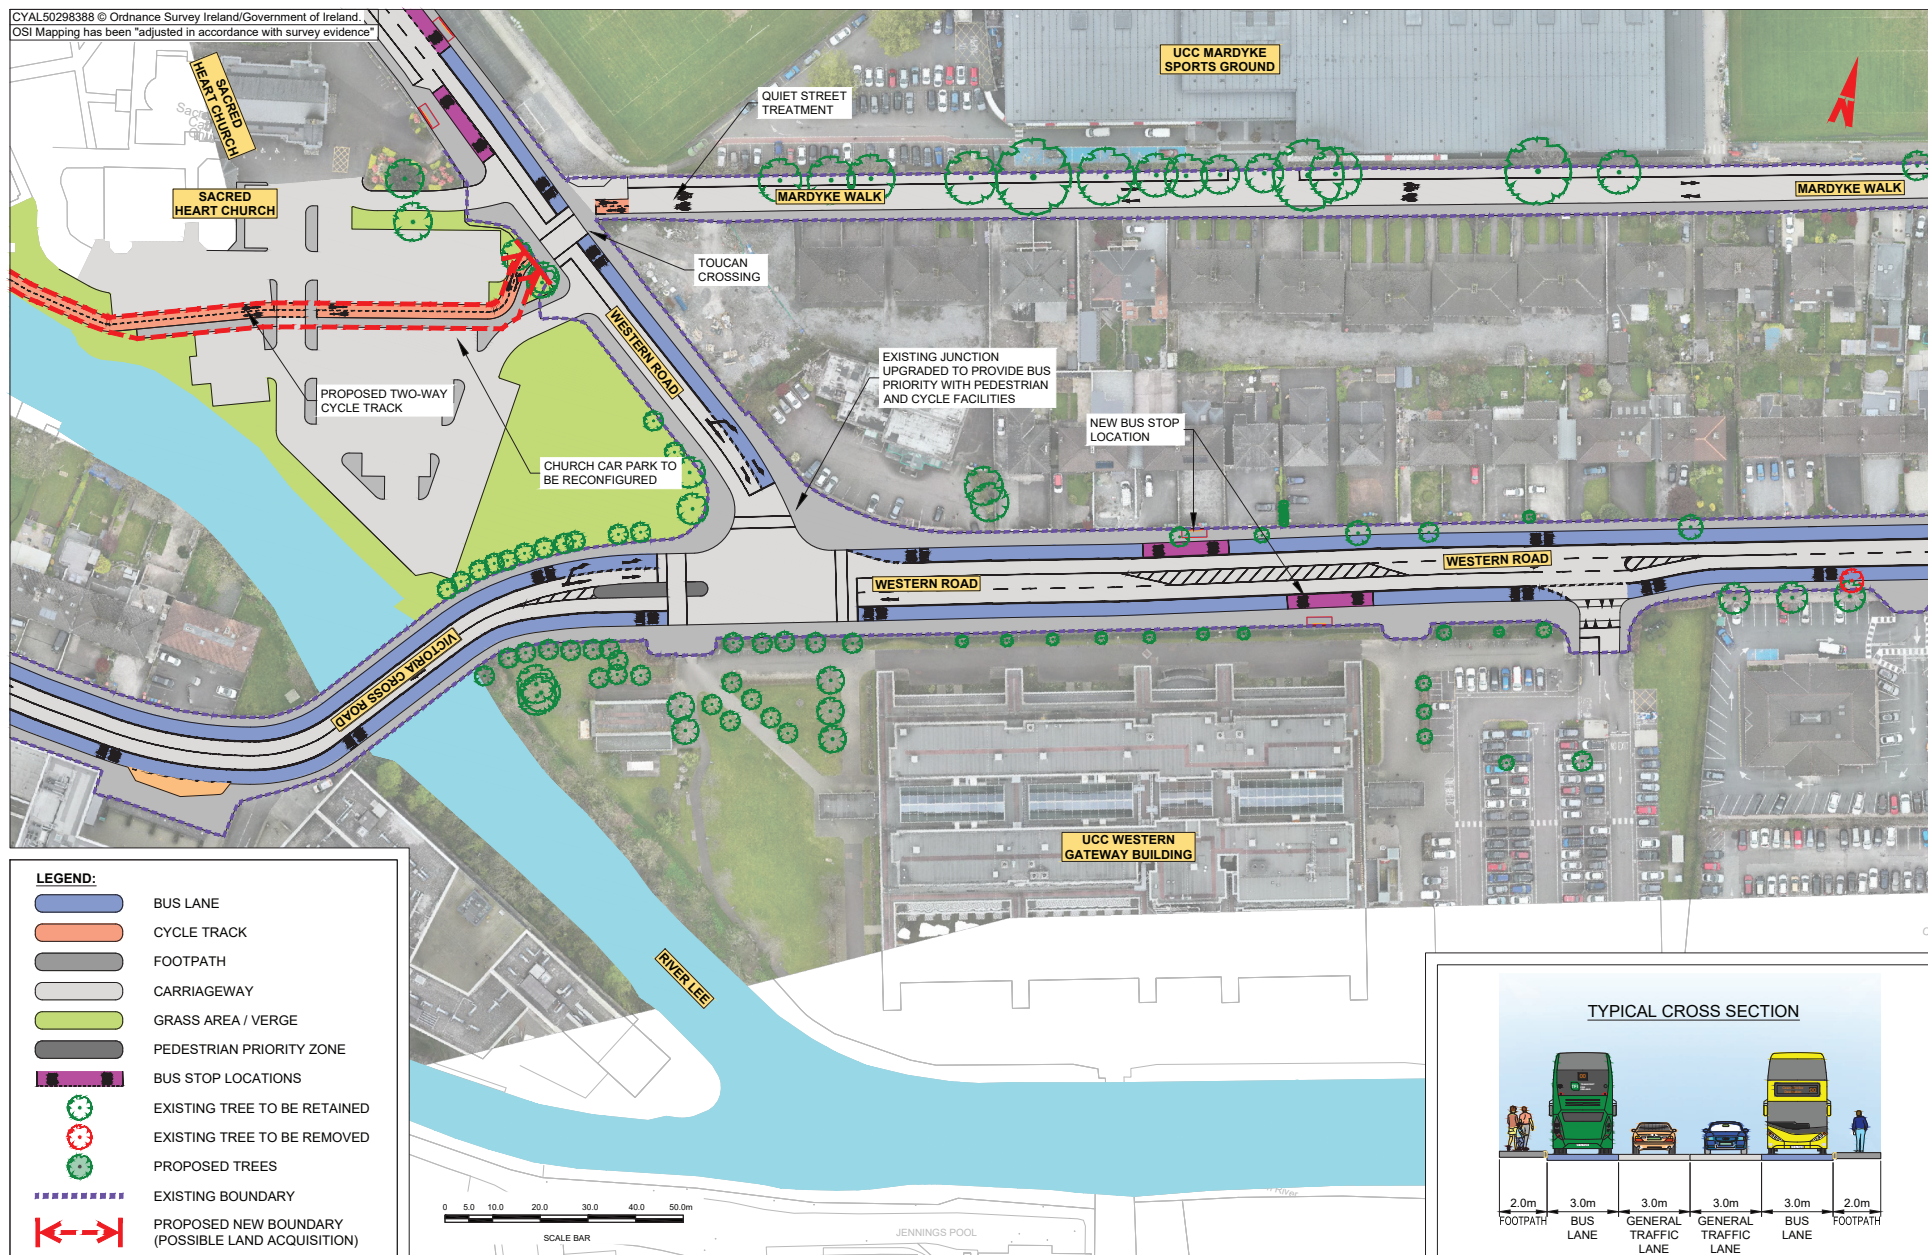 CYAL50298388 © Ordnance Survey Ireland/Government of Ireland.
OSI Mapping has been "adjusted in accordance with survey evidence"
SACRED
HEART CHURCH
SACRED
HEART CHURCH
UCC MARDYKE
SPORTS GROUND
N
QUIET STREET
TREATMENT
MARDYKE WALK
MARDYKE WALK
TOUCAN
CROSSING
WESTERN ROAD
EXISTING JUNCTION
UPGRADED TO PROVIDE BUS
PRIORITY WITH PEDESTRIAN
AND CYCLE FACILITIES
PROPOSED TWO-WAY
CYCLE TRACK
NEW BUS STOP
LOCATION
CHURCH CAR PARK TO
BE RECONFIGURED
WESTERN ROAD
WESTERN ROAD
VICTORIA CROSS ROAD
UCC WESTERN
GATEWAY BUILDING
RIVER LEE
LEGEND:
BUS LANE
CYCLE TRACK
FOOTPATH
CARRIAGEWAY
GRASS AREA / VERGE
PEDESTRIAN PRIORITY ZONE
BUS STOP LOCATIONS
EXISTING TREE TO BE RETAINED
EXISTING TREE TO BE REMOVED
PROPOSED TREES
EXISTING BOUNDARY
PROPOSED NEW BOUNDARY
(POSSIBLE LAND ACQUISITION)
0 5.0 10.0 20.0 30.0 40.0 50.0m
SCALE BAR
JENNINGS POOL
River
TYPICAL CROSS SECTION
2.0m 3.0m 3.0m 3.0m 3.0m 2.0m
FOOTPATH BUS GENERAL GENERAL BUS FOOTPATH
LANE TRAFFIC TRAFFIC LANE
LANE LANE